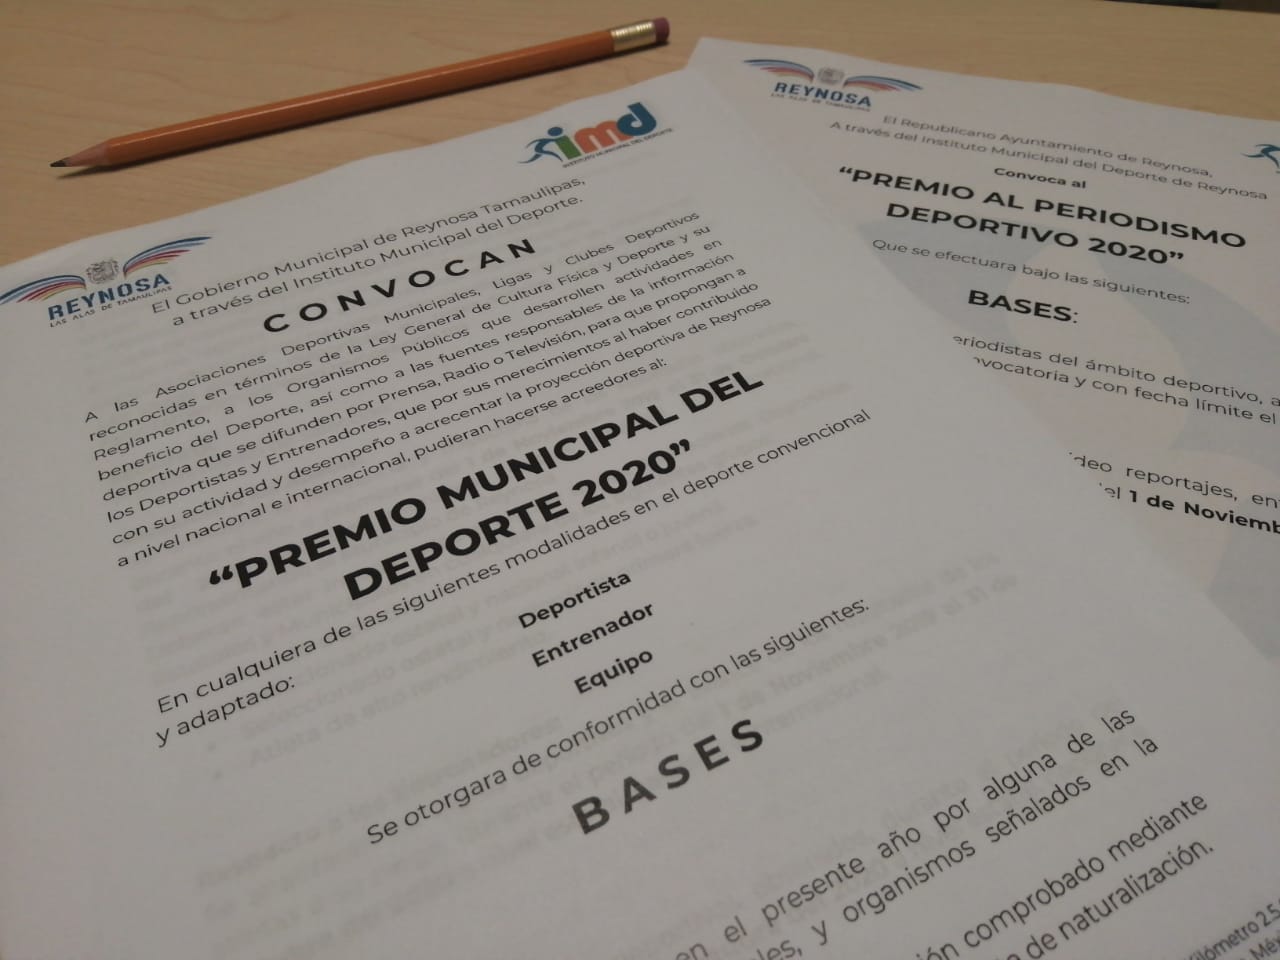 REYNOSA
LAS ALAS DE TAMAULIPAS
imd
INSTITUTO MUNICIPAL DEL DEPORTE
El Gobierno Municipal de Reynosa Tamaulipas,
a través del Instituto Municipal del Deporte.
CONVOCAN
A las Asociaciones Deportivas Municipales, Ligas y Clubes Deportivos
reconocidas en términos de la Ley General de Cultura Física y Deporte y su
Reglamento, a los Organismos Públicos que desarrollen actividades en
beneficio del Deporte, así como a las fuentes responsables de la información
deportiva que se difunden por Prensa, Radio o Televisión, para que propongan a
los Deportistas y Entrenadores, que por sus merecimientos al haber contribuido
con su actividad y desempeño a acrecentar la proyección deportiva de Reynosa
a nivel nacional e internacional, pudieran hacerse acreedores al:
“PREMIO MUNICIPAL DEL
DEPORTE 2020”
En cualquiera de las siguientes modalidades en el deporte convencional
y adaptado:
Deportista
Entrenador
Equipo
Se otorgara de conformidad con las siguientes:
BASES
en el presente año por alguna de las
les, y organismos señalados en la
ón comprobado mediante
de naturalización.
Kilómetro 2.5
REYNOSA
LAS ALAS DE TAMAULIPAS
El Republicano Ayuntamiento de Reynosa,
A través del Instituto Municipal del Deporte de Reynosa
Convoca al
“PREMIO AL PERIODISMO
DEPORTIVO 2020”
Que se efectuara bajo las siguientes:
BASES:
eriodistas del ámbito deportivo, a
vocatoria y con fecha límite el
deo reportajes, en
el 1 de Noviemb